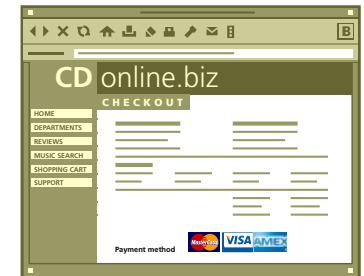 B
CD online.biz
CHECKOUT
HOME
DEPARTMENTS
REVIEWS
MUSIC SEARCH
SHOPPING CART
SUPPORT
Payment method MasterCard VISA AMEX